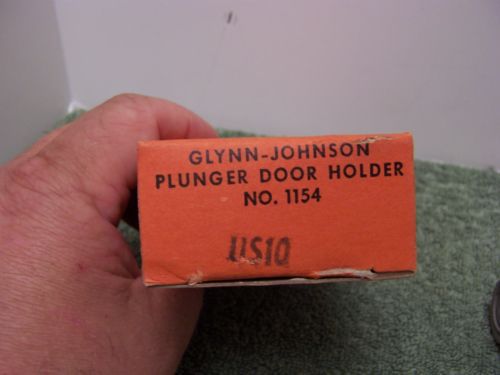 GLYNN-JOHNSON
PLUNGER DOOR HOLDER
NO. 1154
US10